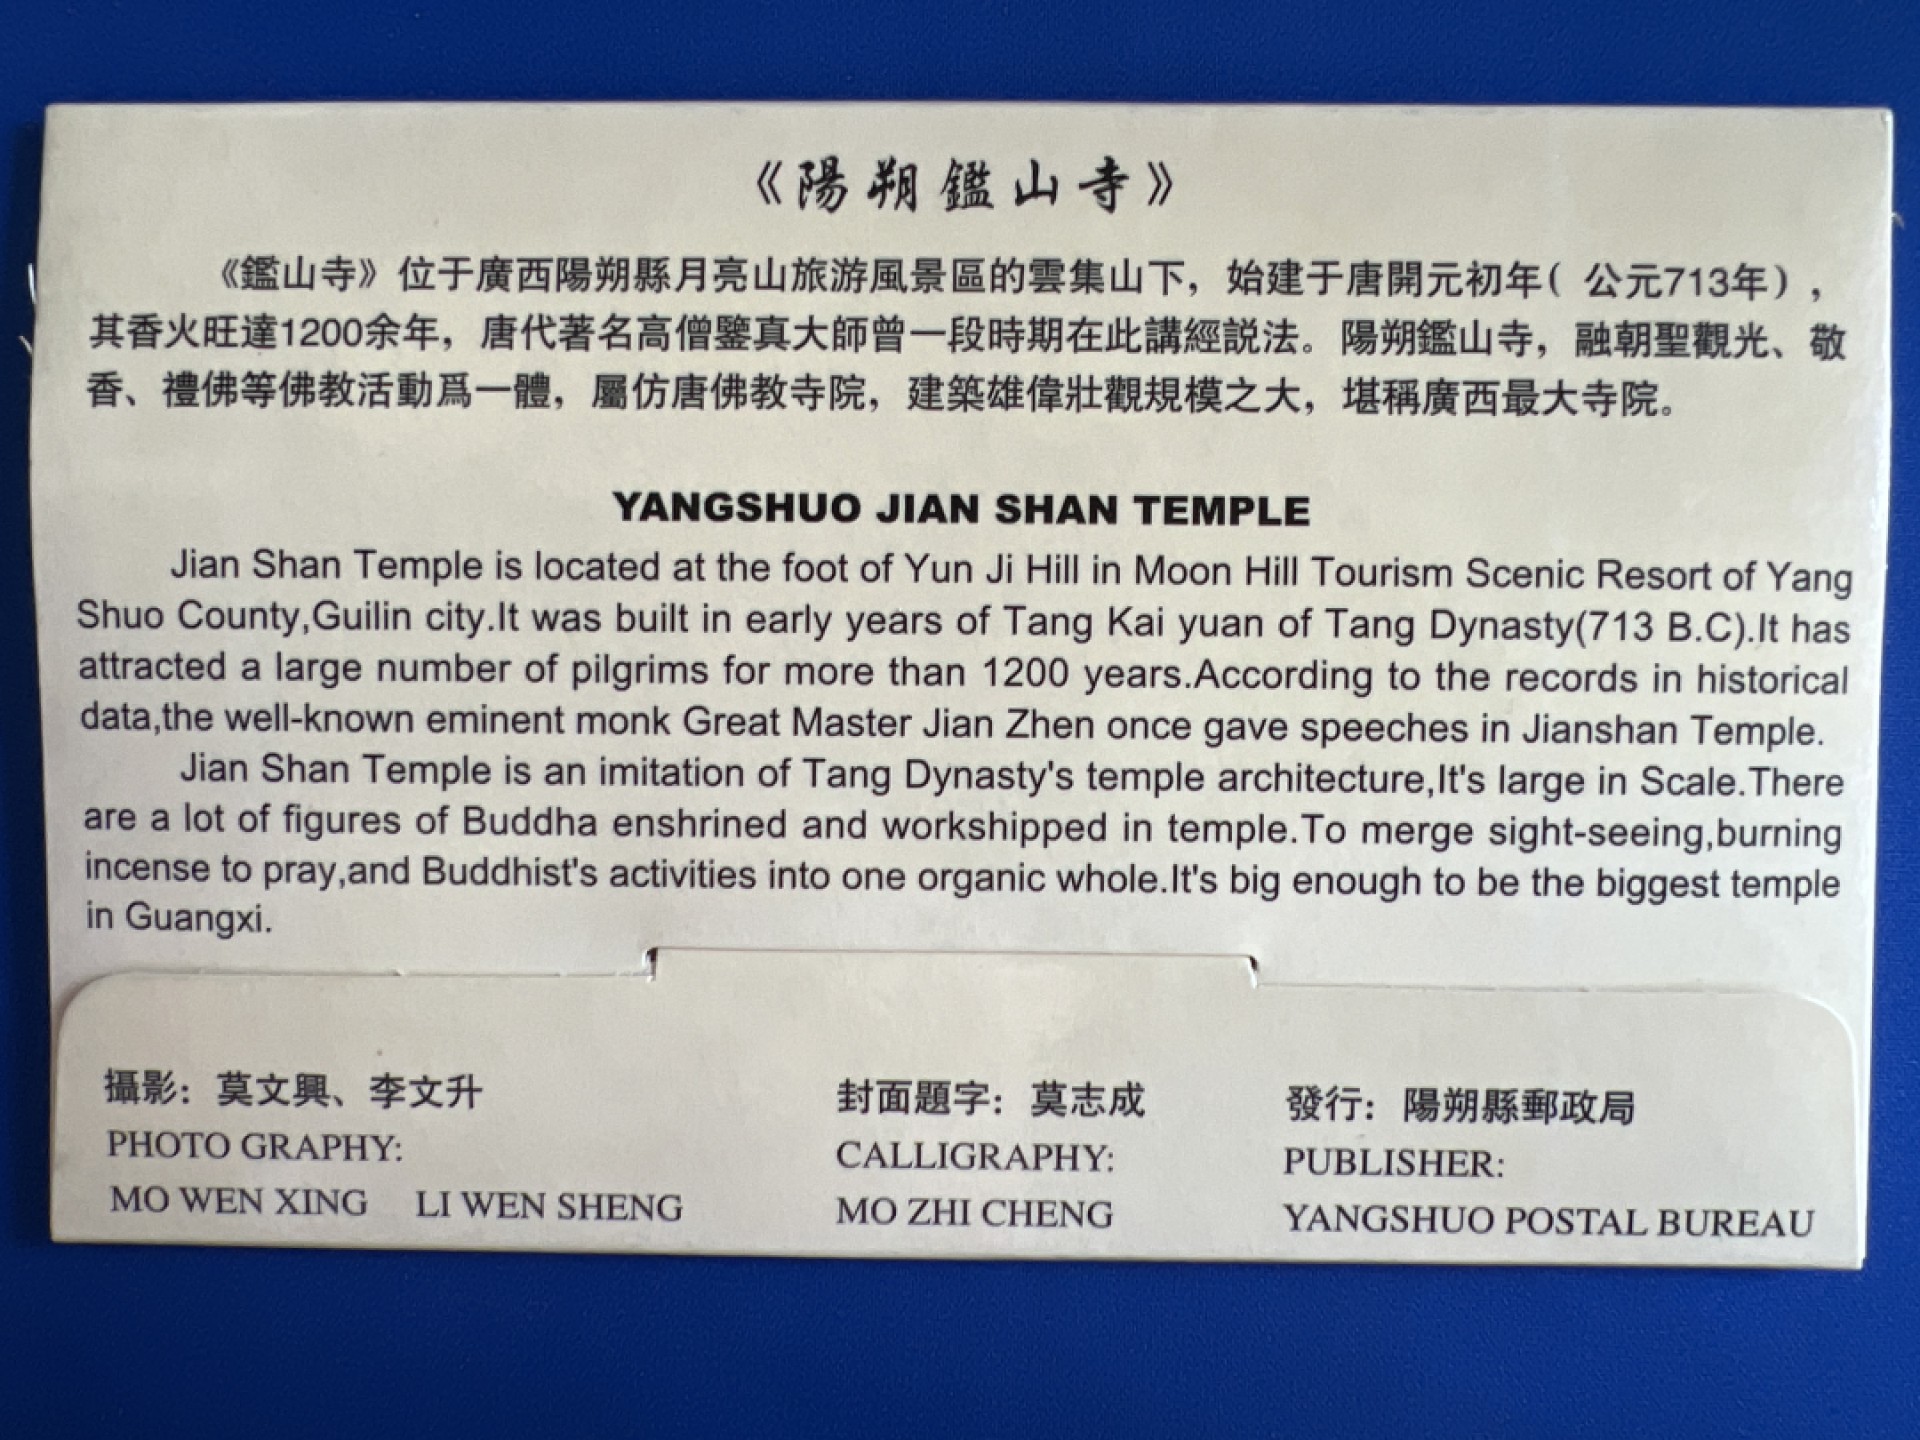 《陽朔鑑山寺》
《鑑山寺》位于廣西陽朔縣月亮山旅游風景區的雲集山下，始建于唐開元初年（ 公元713年），
其香火旺達1200余年，唐代著名高僧鑒真大師曾一段時期在此講經説法。陽朔鑑山寺，融朝聖觀光、敬
香、禮佛等佛教活動爲一體，屬仿唐佛教寺院，建築雄偉壯觀規模之大，堪稱廣西最大寺院。
YANGSHUO JIAN SHAN TEMPLE
Jian Shan Temple is located at the foot of Yun Ji Hill in Moon Hill Tourism Scenic Resort of Yang
Shuo County,Guilin city.It was built in early years of Tang Kai yuan of Tang Dynasty(713 B.C).It has
attracted a large number of pilgrims for more than 1200 years.According to the records in historical
data,the well-known eminent monk Great Master Jian Zhen once gave speeches in Jianshan Temple.
Jian Shan Temple is an imitation of Tang Dynasty's temple architecture,It's large in Scale.There
are a lot of figures of Buddha enshrined and workshipped in temple.To merge sight-seeing,burning
incense to pray,and Buddhist's activities into one organic whole.It's big enough to be the biggest temple
in Guangxi.
攝影：莫文興、李文升
PHOTO GRAPHY:
MO WEN XING LI WEN SHENG
封面題字：莫志成
CALLIGRAPHY:
MO ZHI CHENG
發行：陽朔縣郵政局
PUBLISHER:
YANGSHUO POSTAL BUREAU